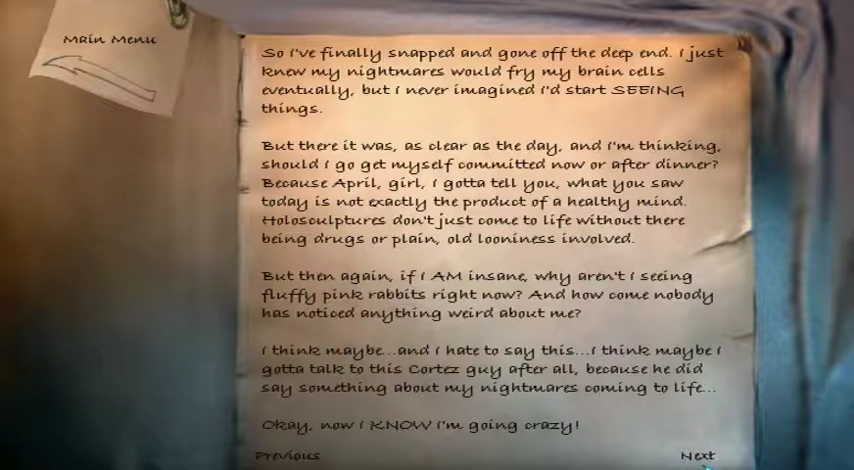 Main Menu
So I've finally snapped and gone off the deep end. I just
knew my nightmares would fry my brain cells
eventually, but I never imagined I'd start SEEING
things.
But there it was, as clear as the day, and I'm thinking,
should I go get myself committed now or after dinner?
Because April, girl, I gotta tell you, what you saw
today is not exactly the product of a healthy mind.
Holosculptures don't just come to life without there
being drugs or plain, old looniness involved.
But then again, if I AM insane, why aren't I seeing
fluffy pink rabbits right now? And how come nobody
has noticed anything weird about me?
I think maybe...and I hate to say this...I think maybe I
gotta talk to this Cortez guy after all, because he did
say something about my nightmares coming to life...
Okay, now I KNOW I'm going crazy!
Previous
Next